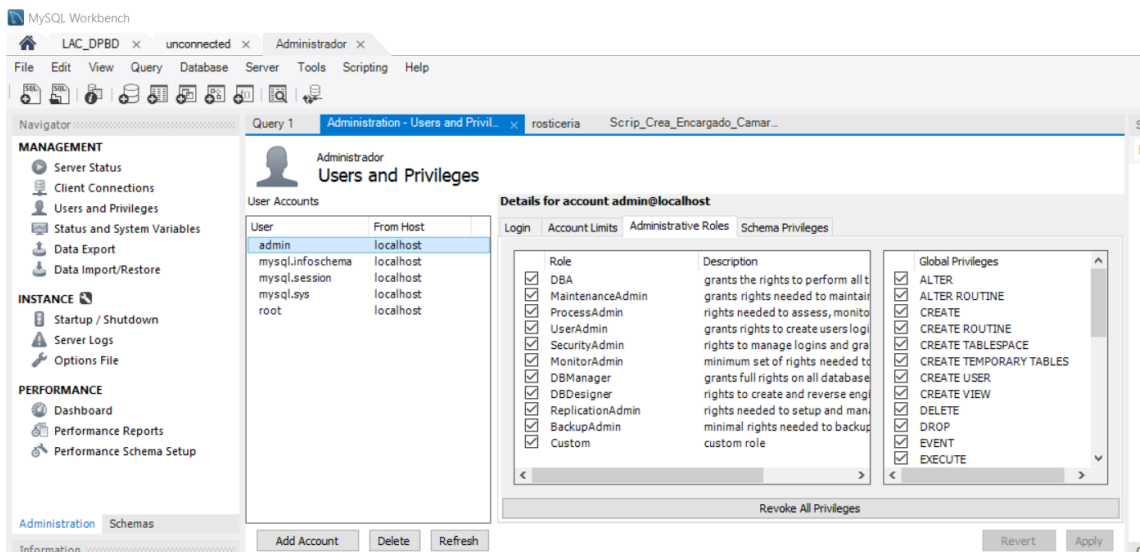 MySQL Workbench
LAC_DPBD × unconnected × Administrador ×
File Edit View Query Database Server Tools Scripting Help
Navigator
MANAGEMENT
Server Status
Client Connections
Users and Privileges
Status and System Variables
Data Export
Data Import/Restore
INSTANCE
Startup / Shutdown
Server Logs
Options File
PERFORMANCE
Dashboard
Performance Reports
Performance Schema Setup
Administration Schemas
Information
Query 1 Administration - Users and Privil... × rosticeria Scrip_Crea_Encargado_Camar...
Administrador
Users and Privileges
User Accounts
User From Host
admin localhost
mysql.infoschema localhost
mysql.session localhost
mysql.sys localhost
root localhost
Add Account Delete Refresh
Details for account admin@localhost
Login Account Limits Administrative Roles Schema Privileges
Role Description
DBA grants the rights to perform all t
MaintenanceAdmin grants rights needed to maintain
ProcessAdmin rights needed to assess, monito
UserAdmin grants rights to create users logi
SecurityAdmin rights to manage logins and gra
MonitorAdmin minimum set of rights needed to
DBManager grants full rights on all database
DBDesigner rights to create and reverse engi
ReplicationAdmin rights needed to setup and man
BackupAdmin minimal rights needed to backup
Custom custom role
Global Privileges
ALTER
ALTER ROUTINE
CREATE
CREATE ROUTINE
CREATE TABLESPACE
CREATE TEMPORARY TABLES
CREATE USER
CREATE VIEW
DELETE
DROP
EVENT
EXECUTE
Revoke All Privileges
Revert Apply